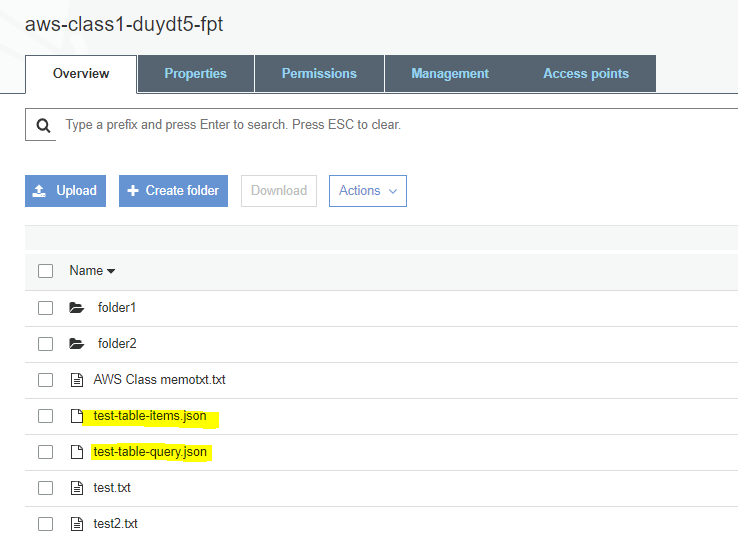 aws-class1-duydt5-fpt
Overview Properties Permissions Management Access points
Type a prefix and press Enter to search. Press ESC to clear.
Upload Create folder Download Actions
Name
folder1
folder2
AWS Class memotxt.txt
test-table-items.json
test-table-query.json
test.txt
test2.txt